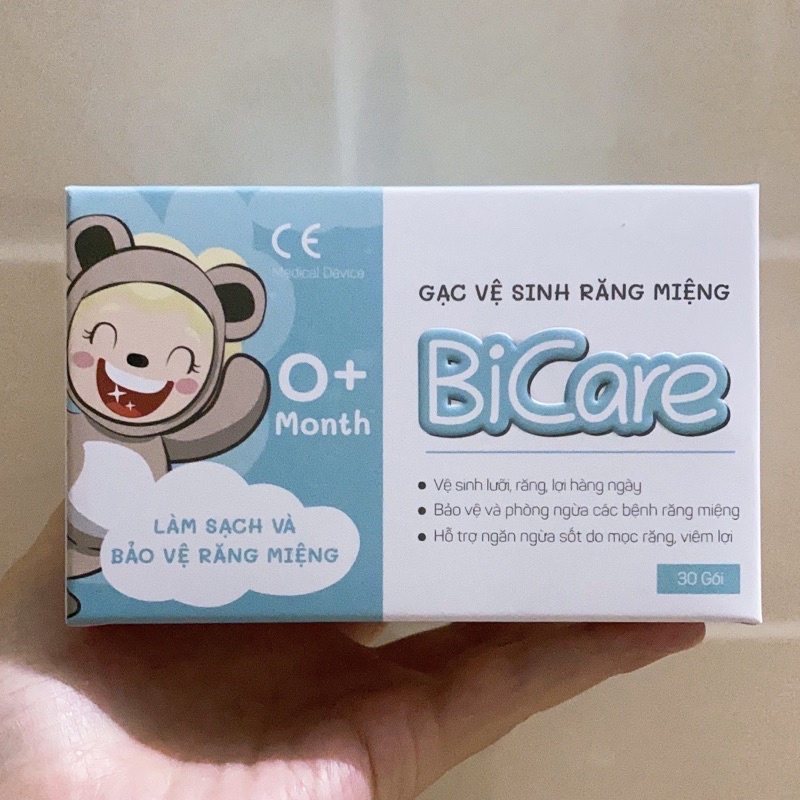 CE
Medical Device
0+
Month
LÀM SẠCH VÀ
BẢO VỆ RĂNG MIỆNG
GẠC VỆ SINH RĂNG MIỆNG
BiCare
• Vệ sinh lưỡi, răng, lợi hàng ngày
• Bảo vệ và phòng ngừa các bệnh răng miệng
• Hỗ trợ ngăn ngừa sốt do mọc răng, viêm lợi
30 Gói